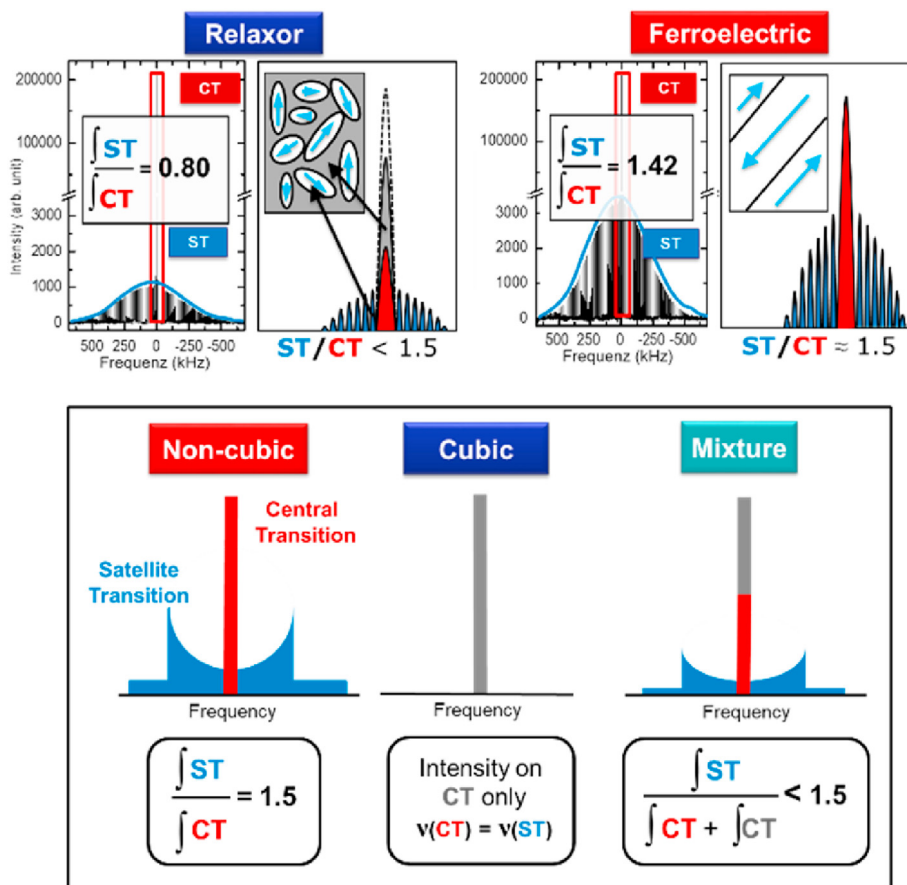 Relaxor
Ferroelectric
200000
100000
3000
2000
1000
0
Intensity (arb. unit)
CT
∫ST
∫CT
= 0.80
ST
500 250 0 -250 -500
Frequenz (kHz)
ST/CT < 1.5
200000
100000
3000
2000
1000
0
CT
∫ST
∫CT
= 1.42
ST
500 250 0 -250 -500
Frequenz (kHz)
ST/CT ≈ 1.5
Non-cubic
Cubic
Mixture
Central
Transition
Satellite
Transition
Frequency
Frequency
Frequency
∫ST
∫CT
= 1.5
Intensity on
CT only
ν(CT) = ν(ST)
∫ST
∫CT + ∫CT
< 1.5